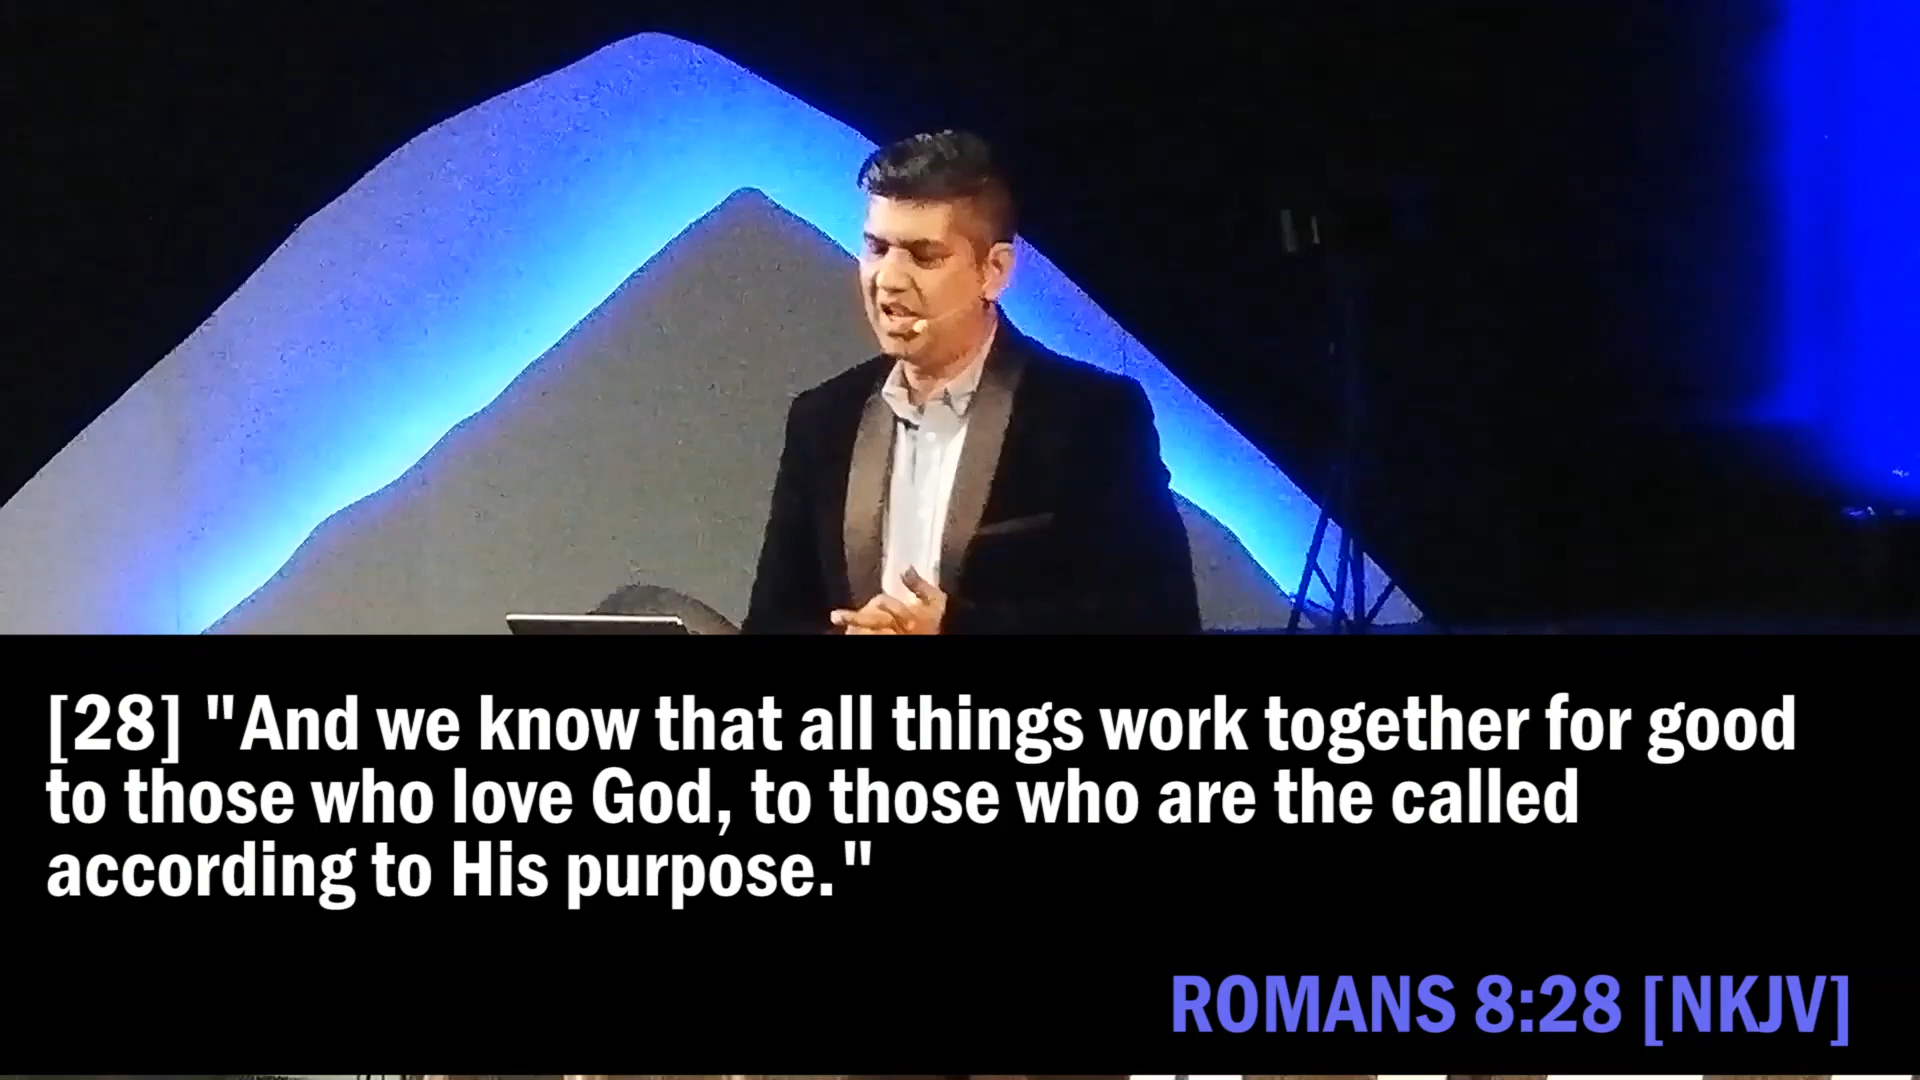 [28] "And we know that all things work together for good
to those who love God, to those who are the called
according to His purpose."
ROMANS 8:28 [NKJV]